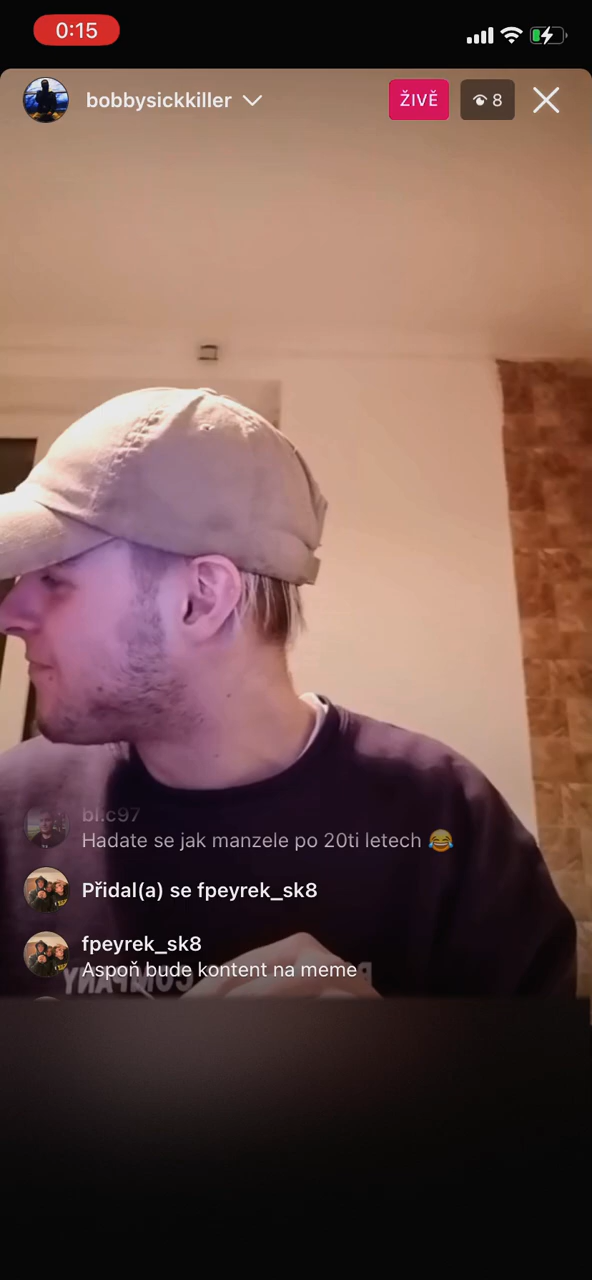 0:15
bobbysickkiller
ŽIVĚ
8
bl.c97
Hadate se jak manzele po 20ti letech 😂
Přidal(a) se fpeyrek_sk8
fpeyrek_sk8
Aspoň bude kontent na meme
COMPANY